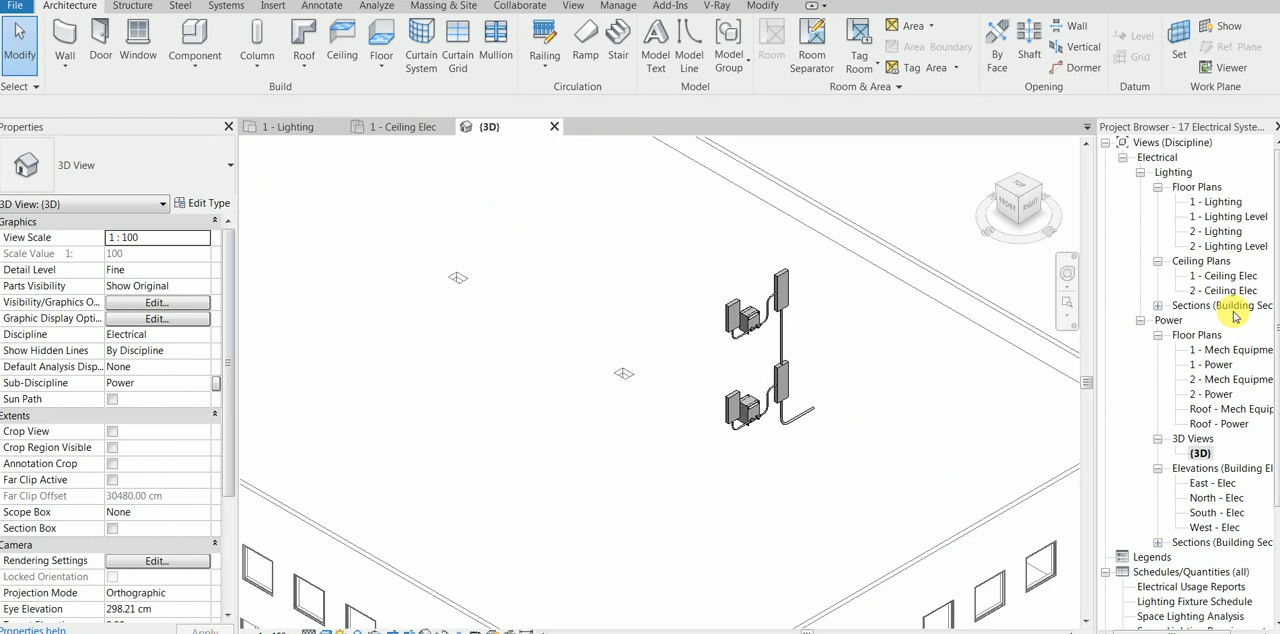 File Architecture Structure Steel Systems Insert Annotate Analyze Massing & Site Collaborate View Manage Add-Ins V-Ray Modify
Modify Wall Door Window Component Column Roof Ceiling Floor Curtain System Curtain Grid Mullion Railing Ramp Stair Model Text Model Line Model Group Room Room Separator Tag Room Area Area Boundary Tag Area By Face Shaft Wall Vertical Dormer Level Grid Set Show Ref Plane Viewer
Select Build Circulation Model Room & Area Opening Datum Work Plane
Properties
1 - Lighting 1 - Ceiling Elec {3D}
Project Browser - 17 Electrical Syste...
3D View
3D View: {3D} Edit Type
Graphics
View Scale 1 : 100
Scale Value 1: 100
Detail Level Fine
Parts Visibility Show Original
Visibility/Graphics O... Edit...
Graphic Display Opti... Edit...
Discipline Electrical
Show Hidden Lines By Discipline
Default Analysis Disp... None
Sub-Discipline Power
Sun Path
Extents
Crop View
Crop Region Visible
Annotation Crop
Far Clip Active
Far Clip Offset 30480.00 cm
Scope Box None
Section Box
Camera
Rendering Settings Edit...
Locked Orientation
Projection Mode Orthographic
Eye Elevation 298.21 cm
Properties help Apply
TOP
FRONT RIGHT
Views (Discipline)
Electrical
Lighting
Floor Plans
1 - Lighting
1 - Lighting Level
2 - Lighting
2 - Lighting Level
Ceiling Plans
1 - Ceiling Elec
2 - Ceiling Elec
Sections (Building Sec
Power
Floor Plans
1 - Mech Equipme
1 - Power
2 - Mech Equipme
2 - Power
Roof - Mech Equip
Roof - Power
3D Views
{3D}
Elevations (Building El
East - Elec
North - Elec
South - Elec
West - Elec
Sections (Building Sec
Legends
Schedules/Quantities (all)
Electrical Usage Reports
Lighting Fixture Schedule
Space Lighting Analysis